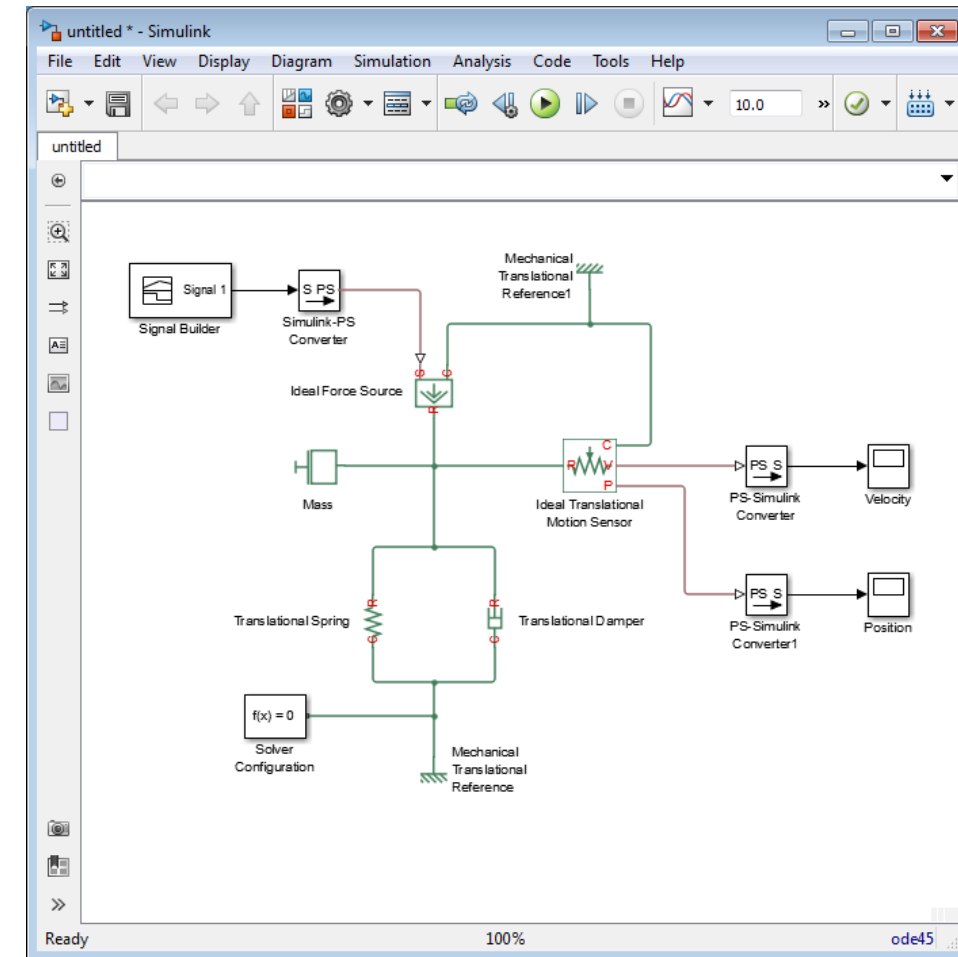 untitled * - Simulink
File Edit View Display Diagram Simulation Analysis Code Tools Help
10.0
»
untitled
A
Mechanical
Translational
Reference1
Signal 1
Signal Builder
S PS
Simulink-PS
Converter
S
C
Ideal Force Source
R
Mass
C
R
V
P
Ideal Translational
Motion Sensor
PS S
PS-Simulink
Converter
Velocity
R
R
Translational Spring
Translational Damper
C
C
PS S
PS-Simulink
Converter1
Position
f(x) = 0
Solver
Configuration
Mechanical
Translational
Reference
»
Ready 100% ode45